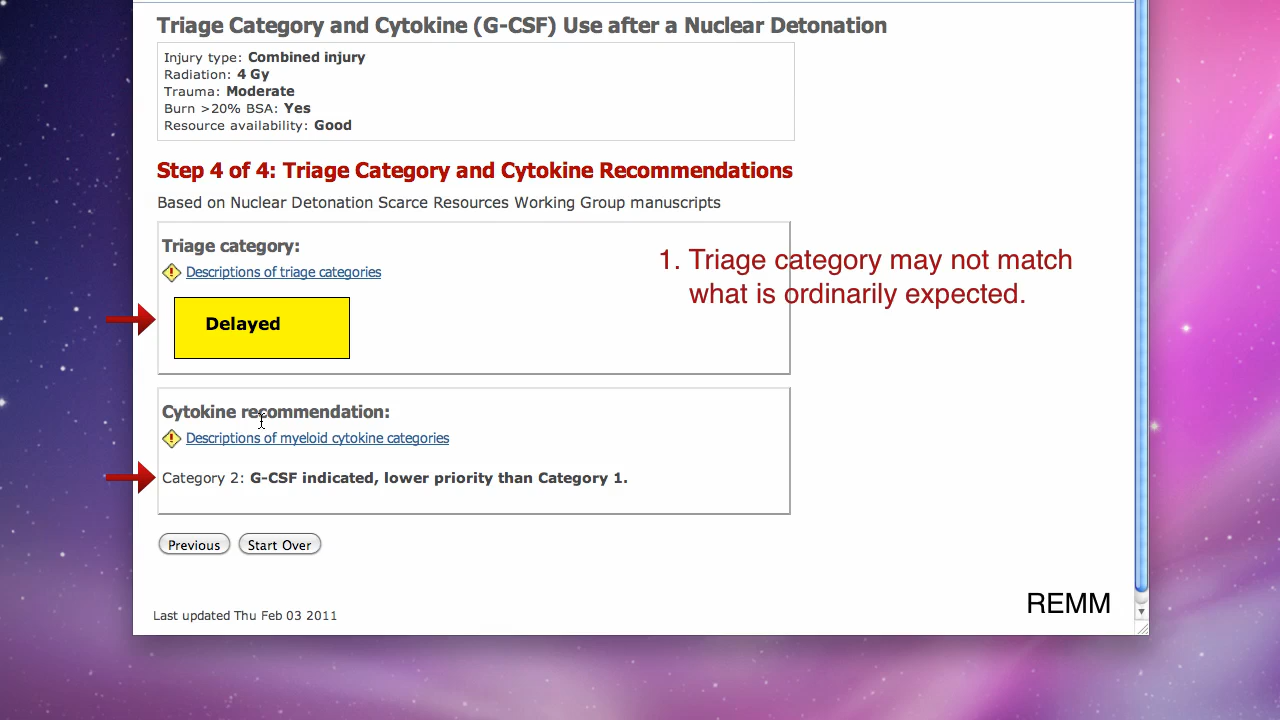 Triage Category and Cytokine (G-CSF) Use after a Nuclear Detonation
Injury type: Combined injury
Radiation: 4 Gy
Trauma: Moderate
Burn >20% BSA: Yes
Resource availability: Good
Step 4 of 4: Triage Category and Cytokine Recommendations
Based on Nuclear Detonation Scarce Resources Working Group manuscripts
Triage category:
Descriptions of triage categories
Delayed
1. Triage category may not match
what is ordinarily expected.
Cytokine recommendation:
Descriptions of myeloid cytokine categories
Category 2: G-CSF indicated, lower priority than Category 1.
Previous Start Over
REMM
Last updated Thu Feb 03 2011